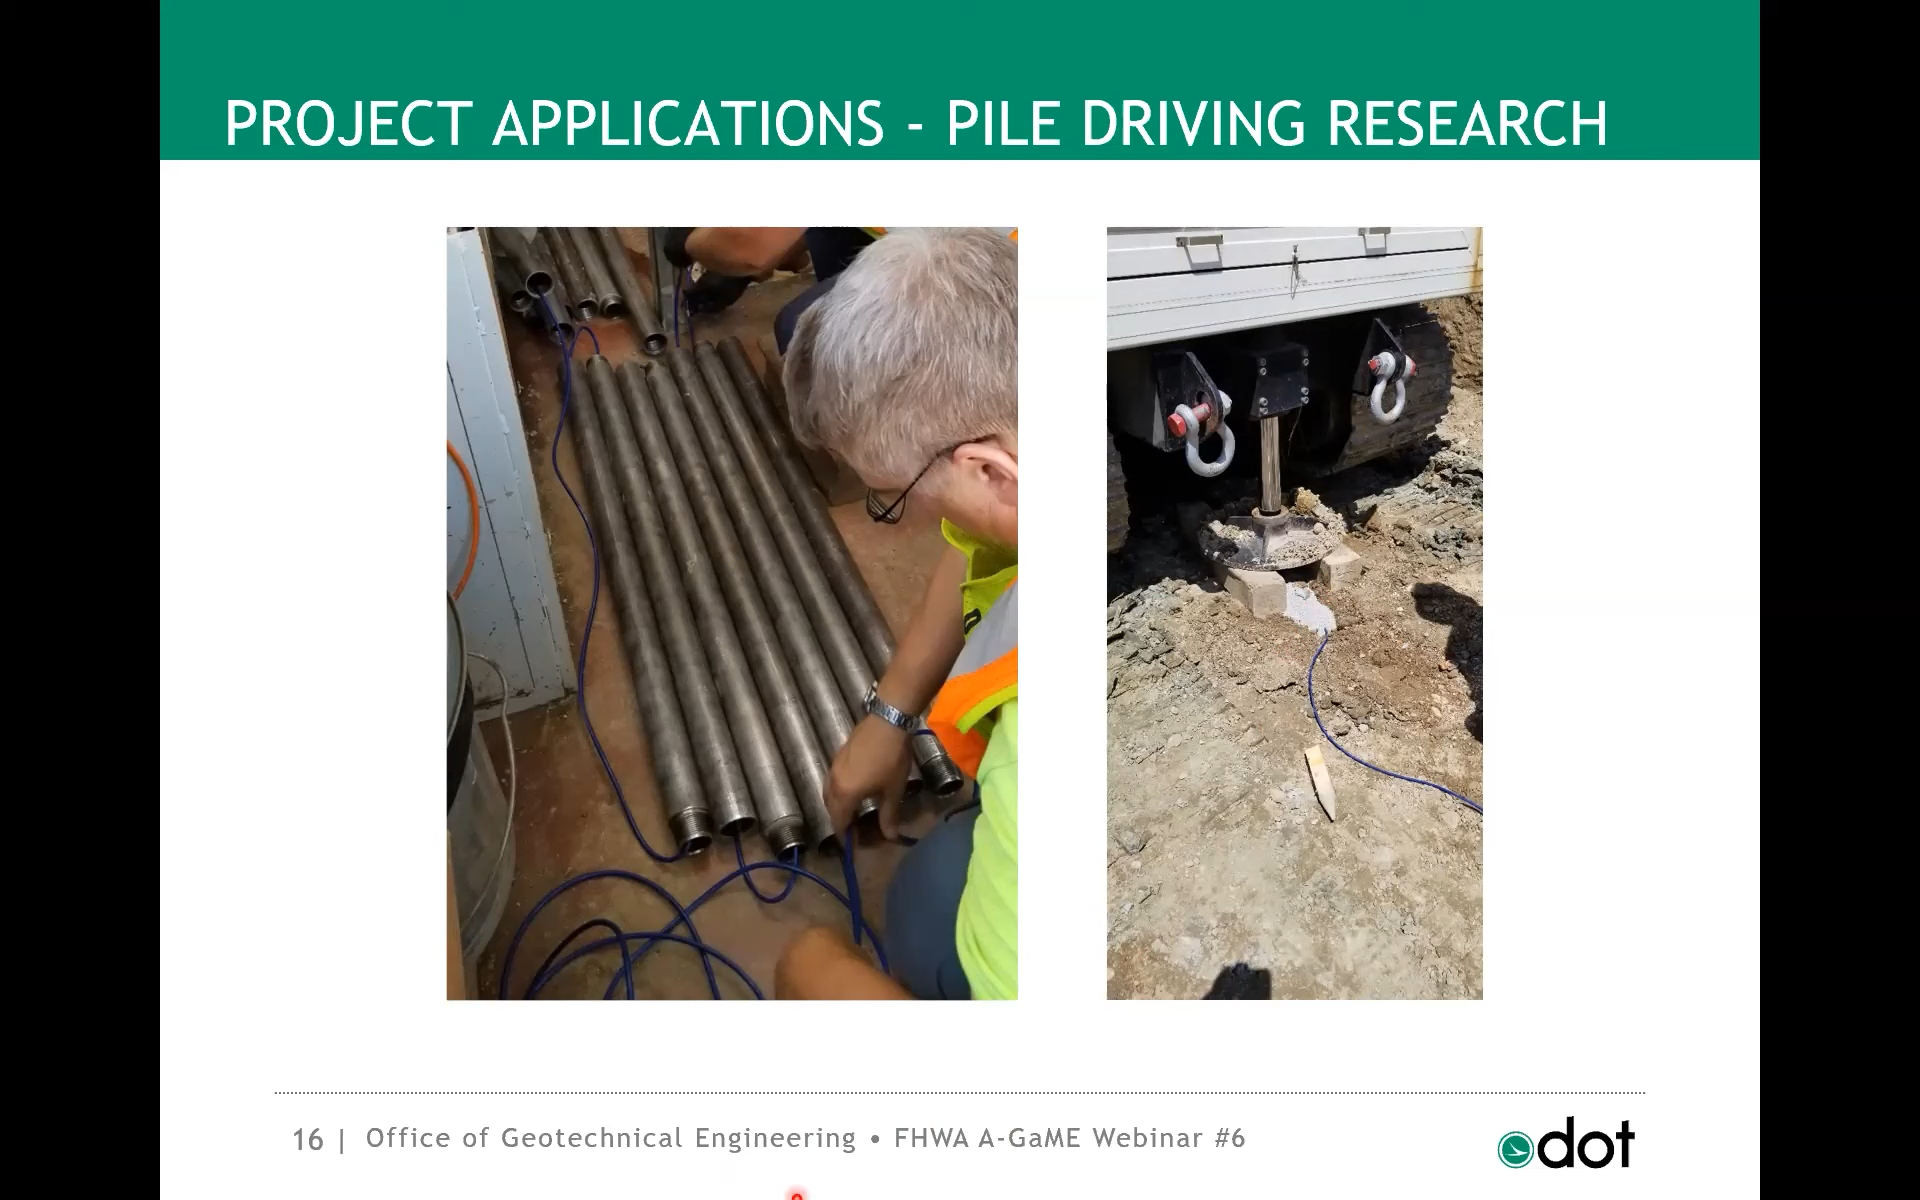 PROJECT APPLICATIONS - PILE DRIVING RESEARCH
16 | Office of Geotechnical Engineering • FHWA A-GaME Webinar #6
dot